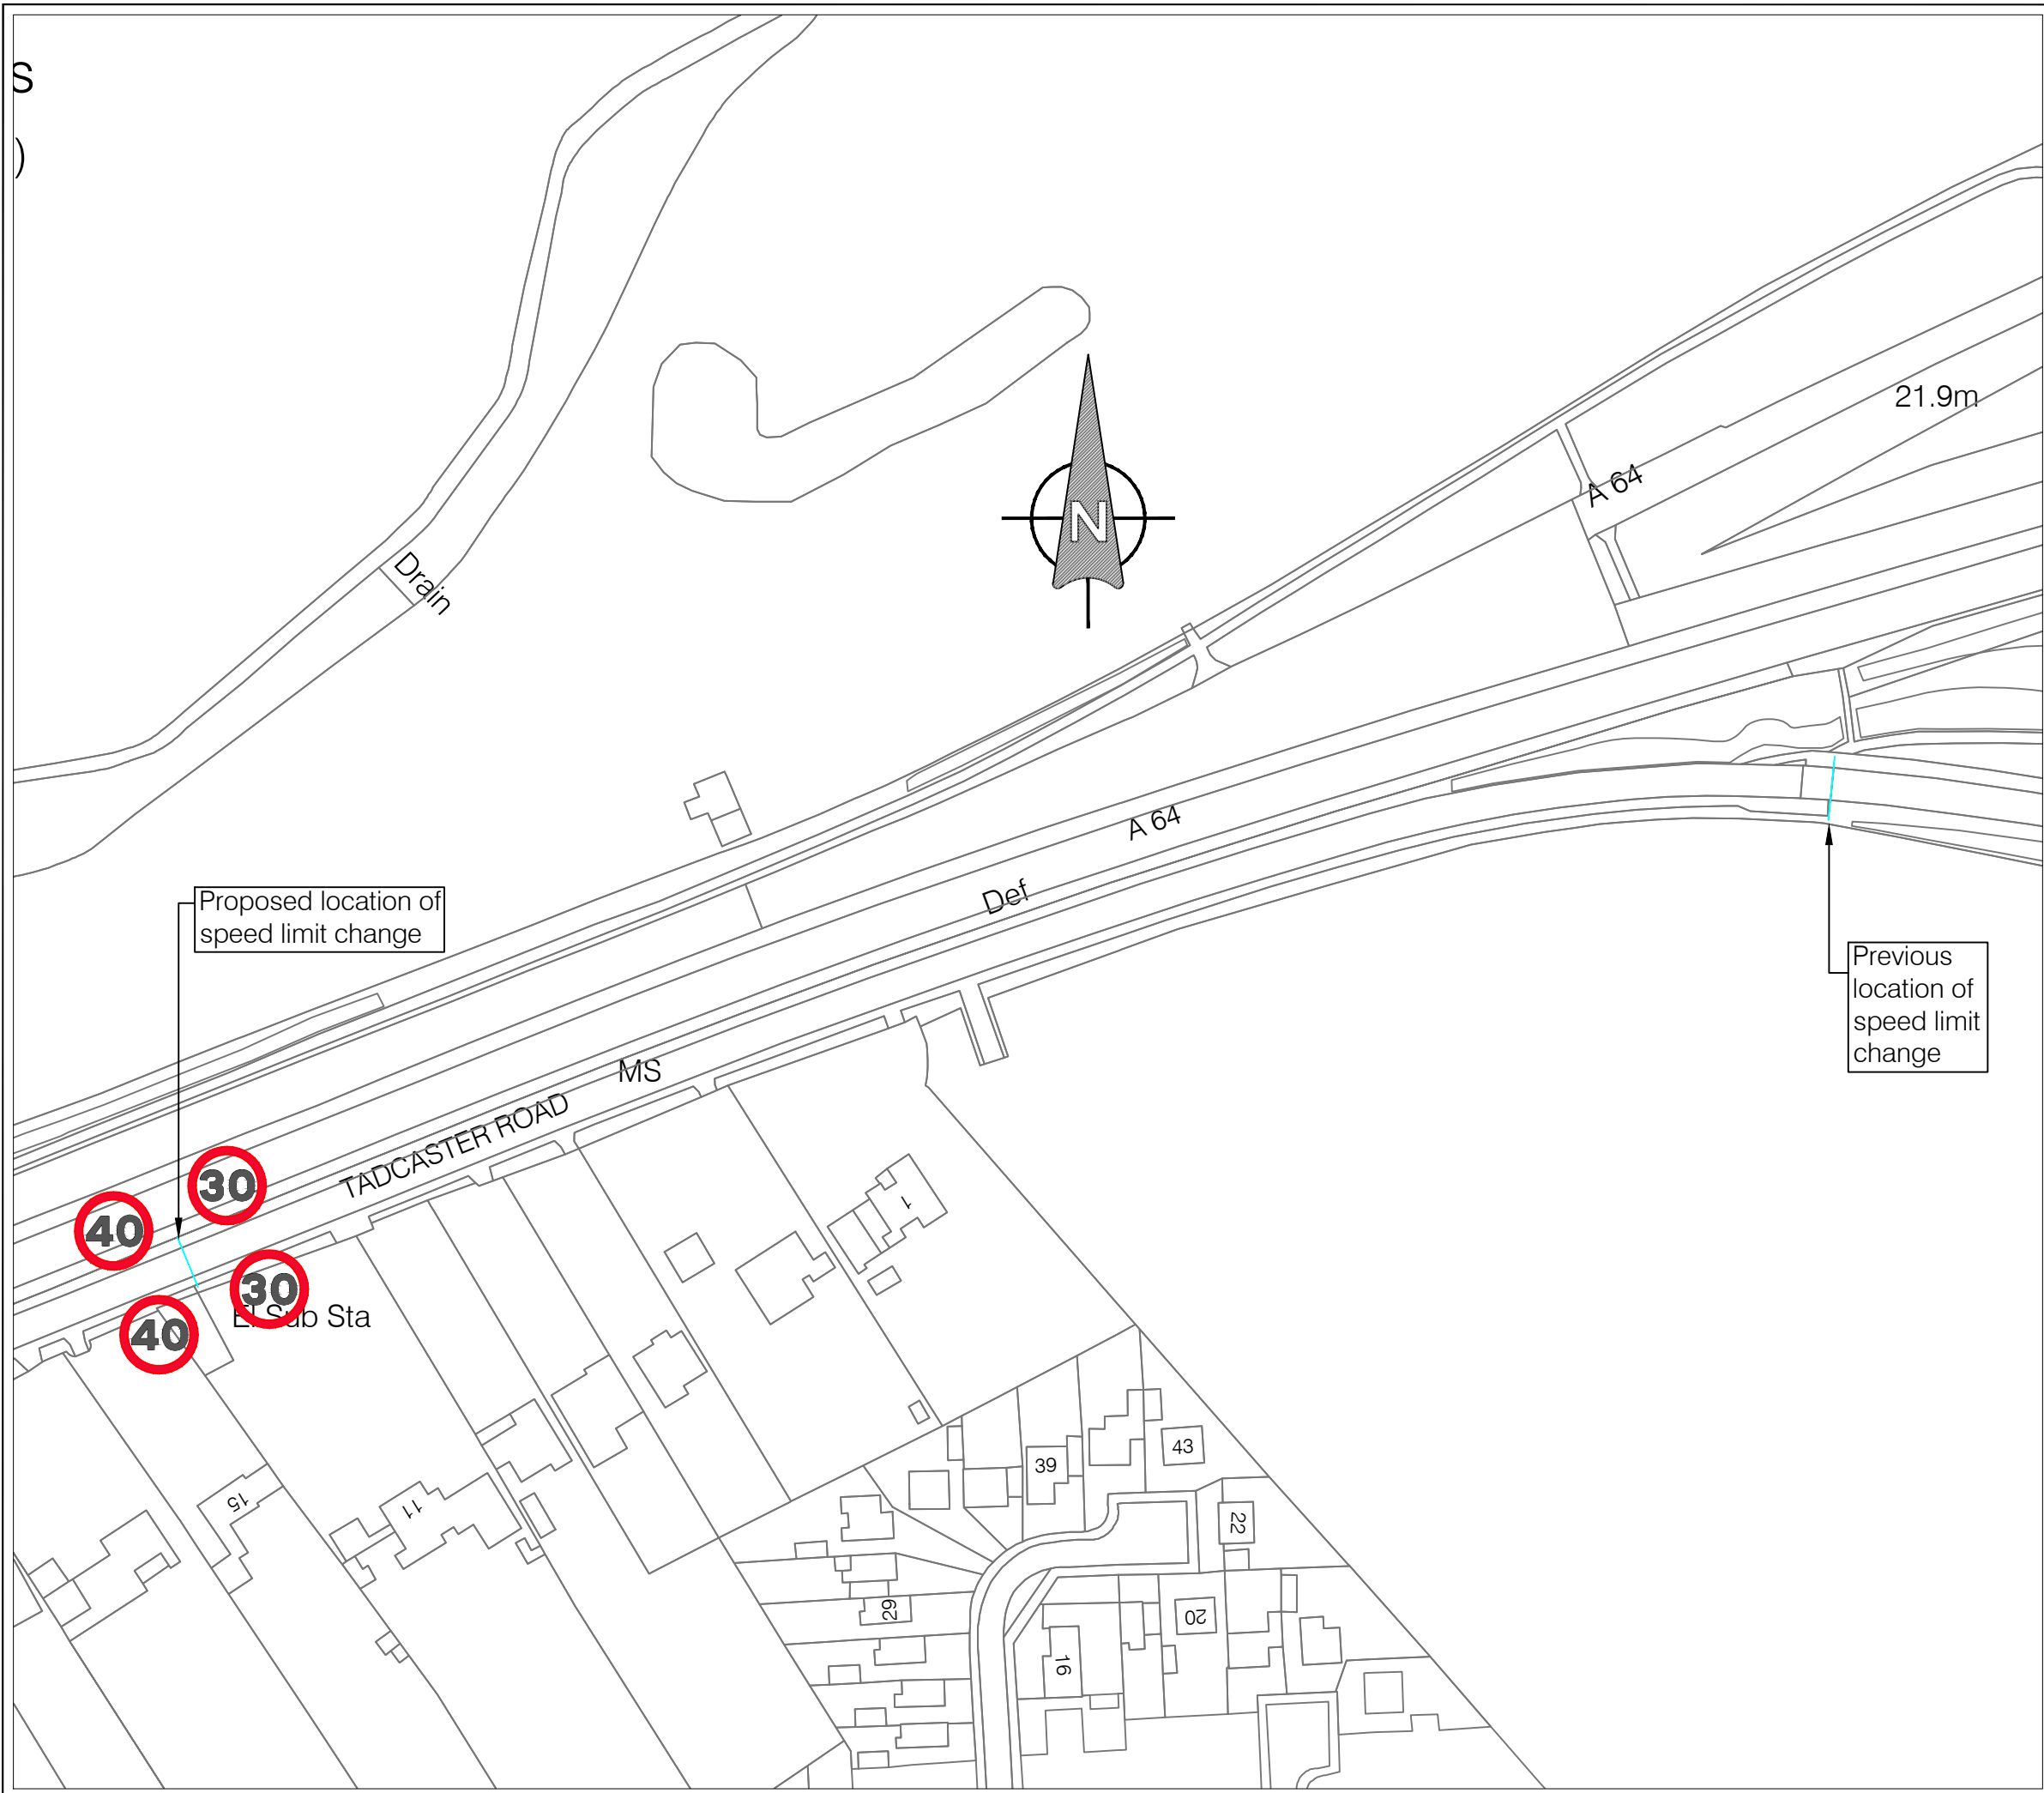 S
)
21.9m
A 64
N
Drain
A 64
Def
Proposed location of
speed limit change
Previous
location of
speed limit
change
MS
TADCASTER ROAD
30
40
30
40
El Sub Sta
1
15
11
39
43
22
29
20
16